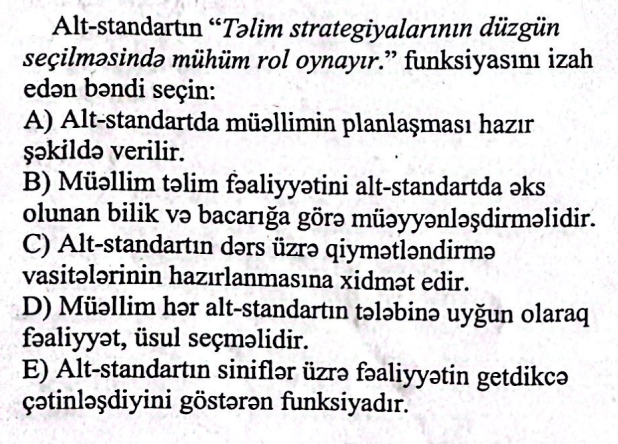 Alt-standartın “Təlim strategiyalarının düzgün
seçilməsində mühüm rol oynayır.” funksiyasını izah
edən bəndi seçin:
A) Alt-standartda müəllimin planlaşması hazır
şəkildə verilir.
B) Müəllim təlim fəaliyyətini alt-standartda əks
olunan bilik və bacarığa görə müəyyənləşdirməlidir.
C) Alt-standartın dərs üzrə qiymətləndirmə
vasitələrinin hazırlanmasına xidmət edir.
D) Müəllim hər alt-standartın tələbinə uyğun olaraq
fəaliyyət, üsul seçməlidir.
E) Alt-standartın siniflər üzrə fəaliyyətin getdikcə
çətinləşdiyini göstərən funksiyadır.